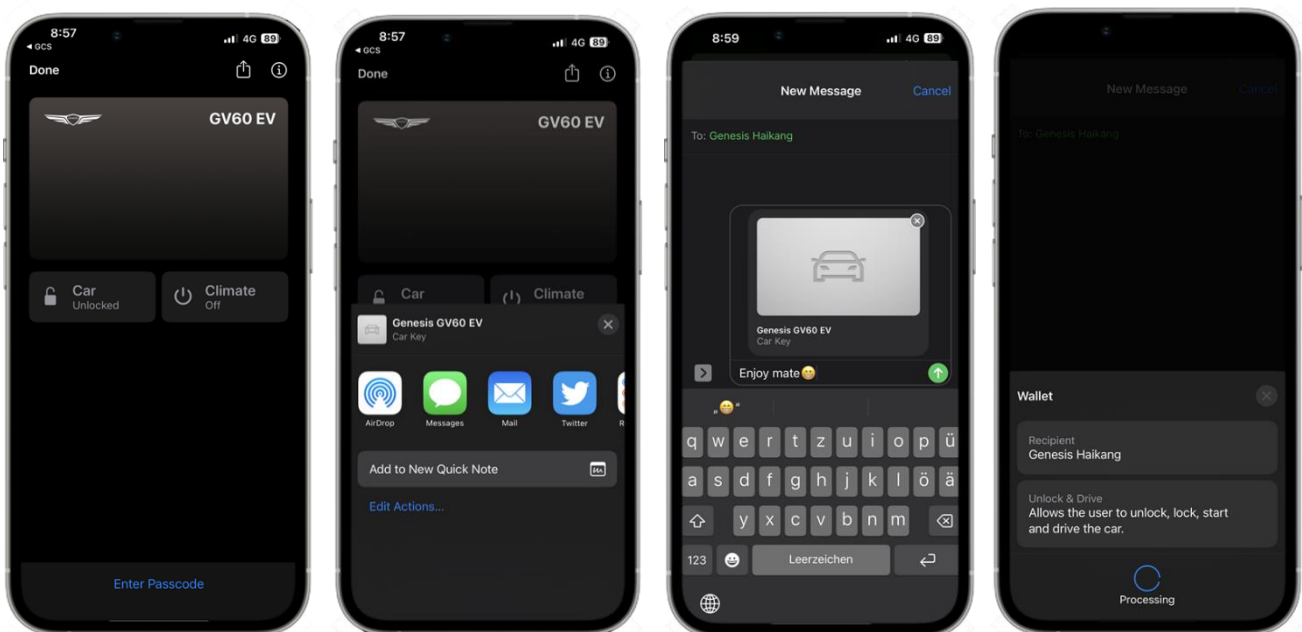 8:57
GCS
4G 89
Done
GV60 EV
Car
Unlocked
Climate
Off
Enter Passcode
8:57
GCS
4G 89
Done
GV60 EV
Car
Climate
Genesis GV60 EV
Car Key
AirDrop
Messages
Mail
Twitter
R
Add to New Quick Note
Edit Actions...
8:59
4G 89
New Message
Cancel
To: Genesis Haikang
Genesis GV60 EV
Car Key
Enjoy mate😁
„😁“
q w e r t z u i o p ü
a s d f g h j k l ö ä
y x c v b n m
123
Leerzeichen
New Message
Cancel
To: Genesis Haikang
Wallet
Recipient
Genesis Haikang
Unlock & Drive
Allows the user to unlock, lock, start
and drive the car.
Processing